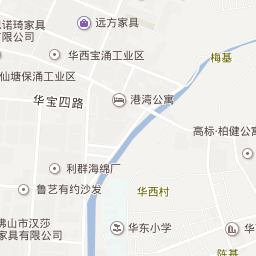 诺琦家具
有限公司
远方家具
华西宝涌工业区
梅基
仙塘保涌工业区
华宝四路
港湾公寓
高标·柏健公寓
利群海绵厂
鲁艺有约沙发
华西村
佛山市汉莎
家具有限公司
华东小学
陈基